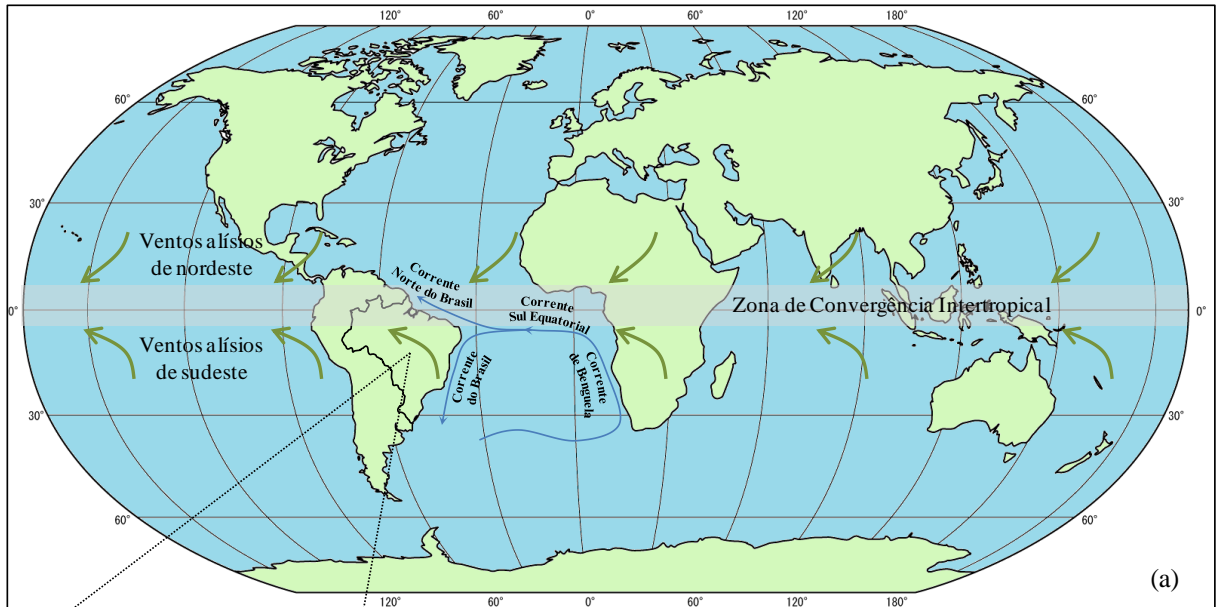 120° 60° 0° 60° 120° 180°
60° 60°
30° 30°
Ventos alísios
de nordeste
Corrente
Norte do Brasil
Corrente
Sul Equatorial
Zona de Convergência Intertropical
0° 0°
Ventos alísios
de sudeste
Corrente
do Brasil
Corrente
de Benguela
30° 30°
60° 60°
(a)
120° 60° 0° 60° 120° 180°